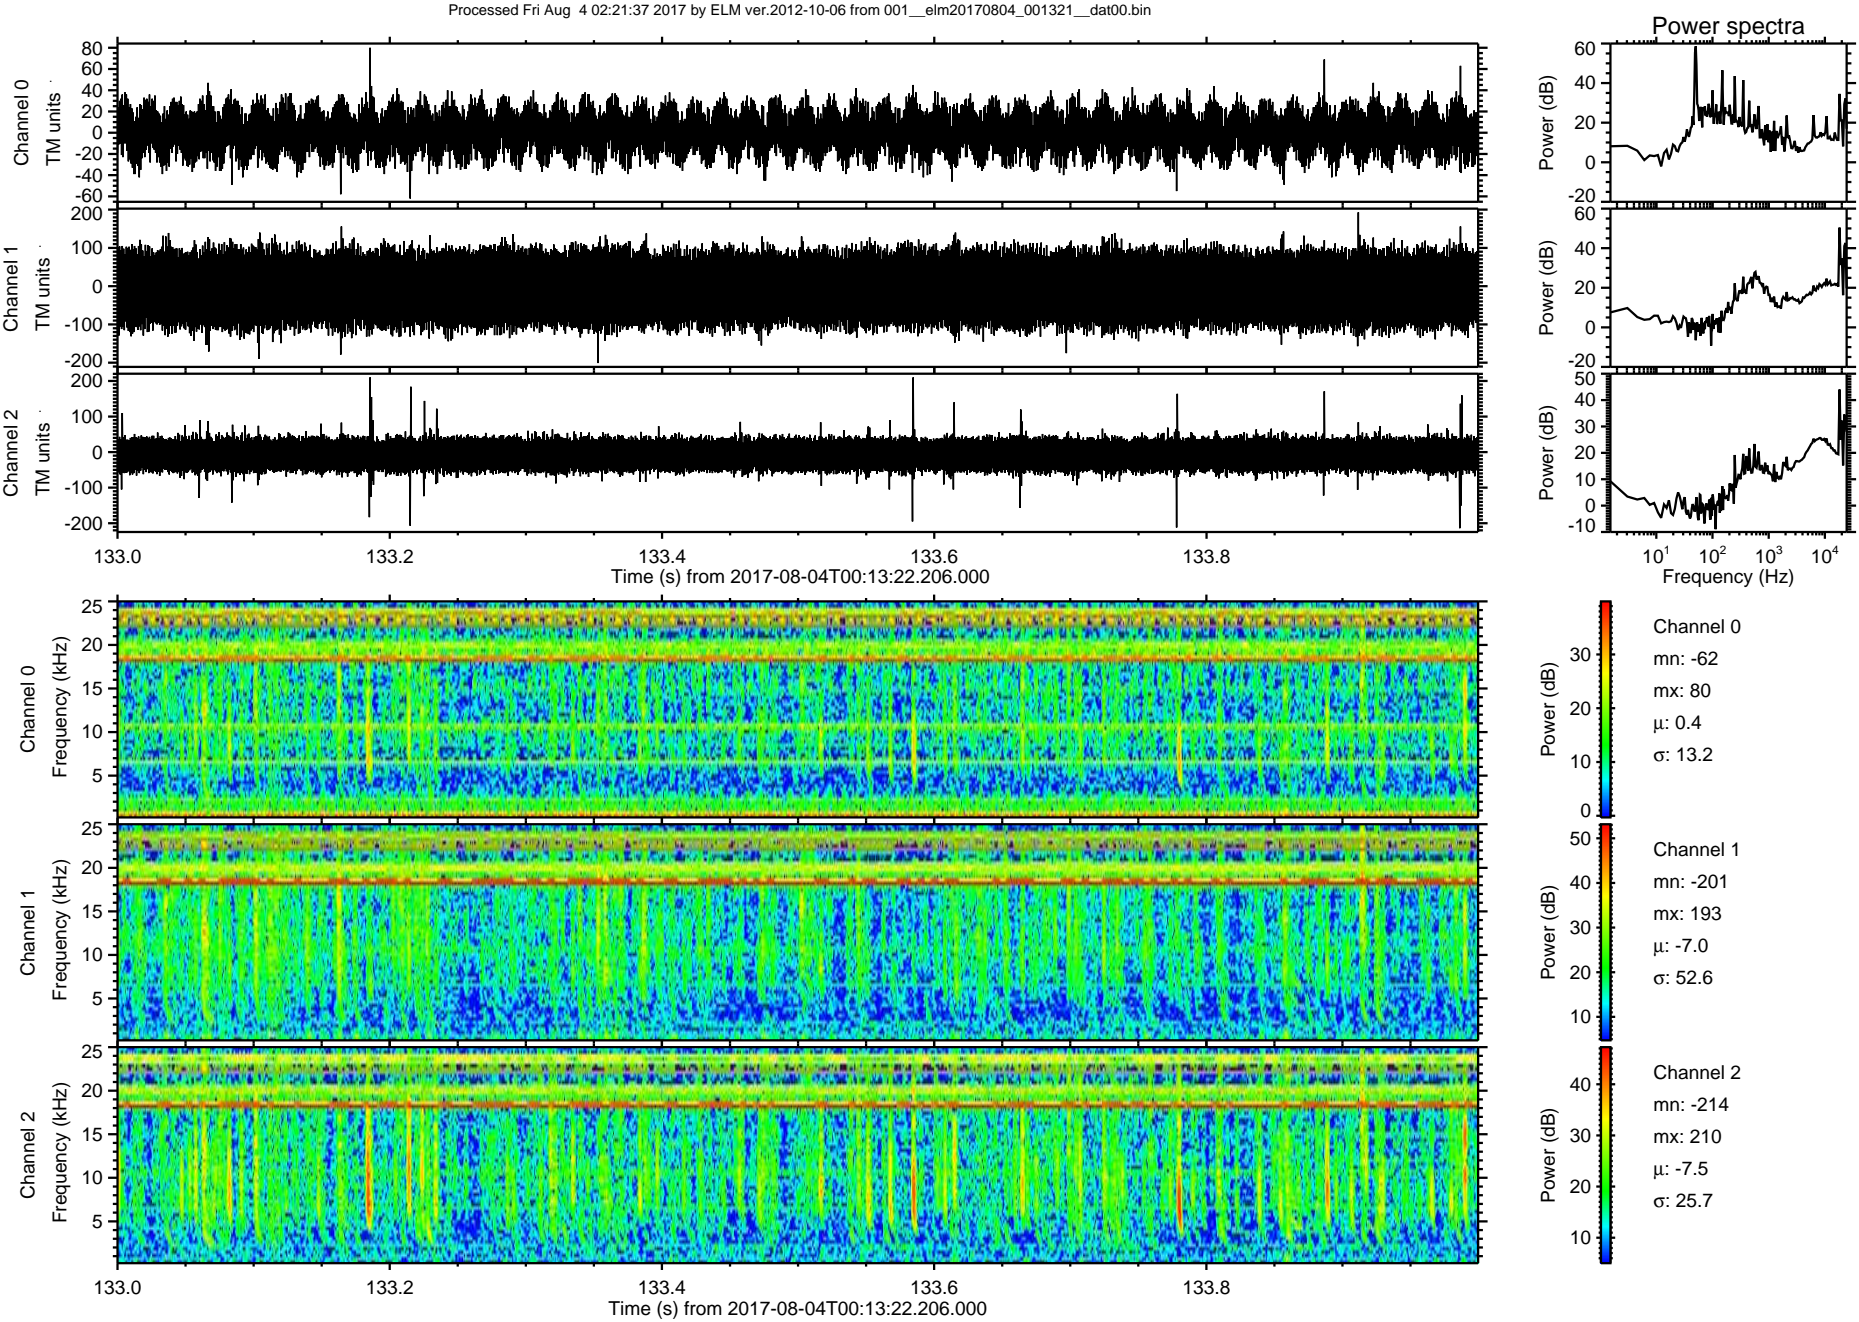 Processed Fri Aug  4 02:21:37 2017 by ELM ver.2012-10-06 from 001__elm20170804_001321__dat00.bin
Power spectra
Channel 0
TM units
80
60
40
20
0
-20
-40
-60
Power (dB)
60
40
20
0
-20
Channel 1
TM units
200
100
0
-100
-200
Power (dB)
60
40
20
0
-20
Channel 2
TM units
200
100
0
-100
-200
Power (dB)
50
40
30
20
10
0
-10
133.0 133.2 133.4 133.6 133.8
Time (s) from 2017-08-04T00:13:22.206.000
10¹ 10² 10³ 10⁴
Frequency (Hz)
Channel 0
Frequency (kHz)
25
20
15
10
5
Power (dB)
30
20
10
0
Channel 0
mn: -62
mx: 80
μ: 0.4
σ: 13.2
Channel 1
Frequency (kHz)
25
20
15
10
5
Power (dB)
50
40
30
20
10
Channel 1
mn: -201
mx: 193
μ: -7.0
σ: 52.6
Channel 2
Frequency (kHz)
25
20
15
10
5
Power (dB)
40
30
20
10
Channel 2
mn: -214
mx: 210
μ: -7.5
σ: 25.7
133.0 133.2 133.4 133.6 133.8
Time (s) from 2017-08-04T00:13:22.206.000